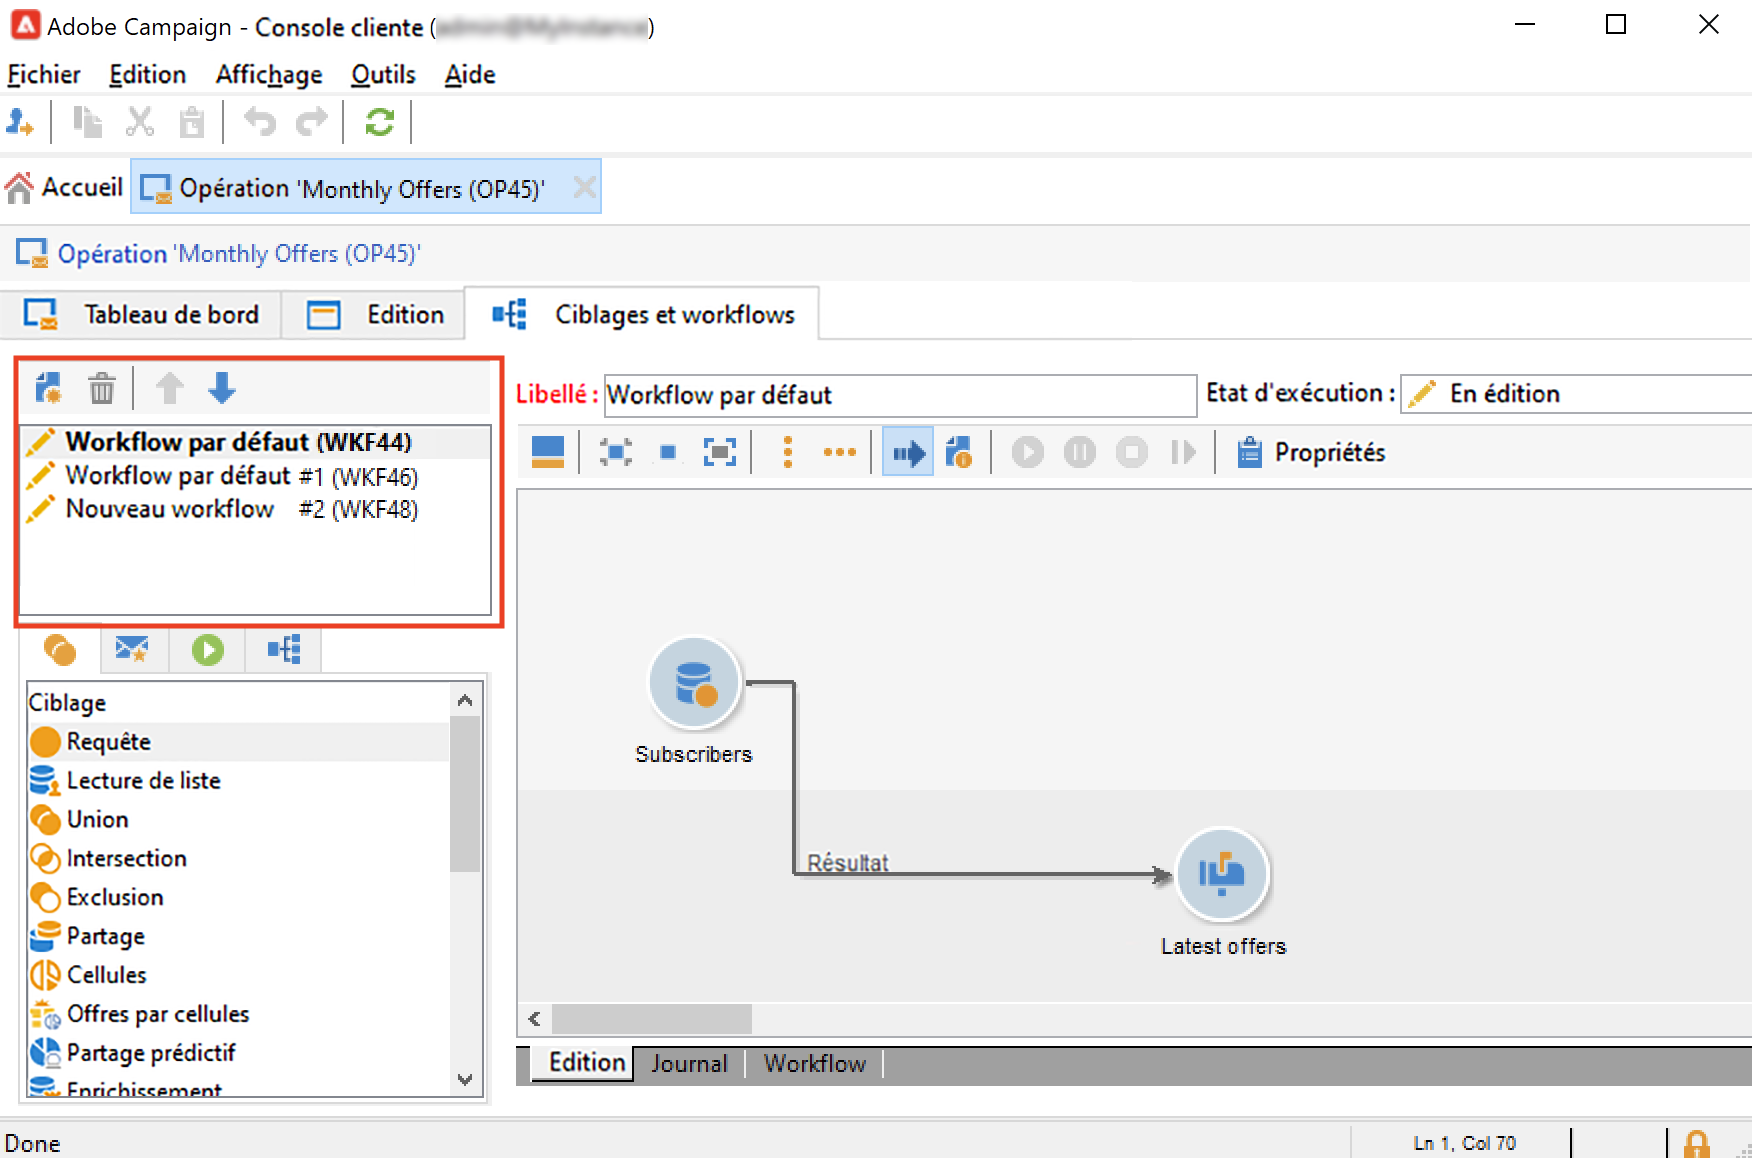 Adobe Campaign - Console cliente ( )
Fichier Edition Affichage Outils Aide
Accueil Opération 'Monthly Offers (OP45)'
Opération 'Monthly Offers (OP45)'
Tableau de bord Edition Ciblages et workflows
Libellé : Workflow par défaut Etat d'exécution : En édition
Workflow par défaut (WKF44)
Workflow par défaut #1 (WKF46)
Nouveau workflow #2 (WKF48)
Propriétés
Ciblage
Requête
Lecture de liste
Union
Intersection
Exclusion
Partage
Cellules
Offres par cellules
Partage prédictif
Enrichissement
Subscribers
Résultat
Latest offers
Edition Journal Workflow
Done Ln 1, Col 70